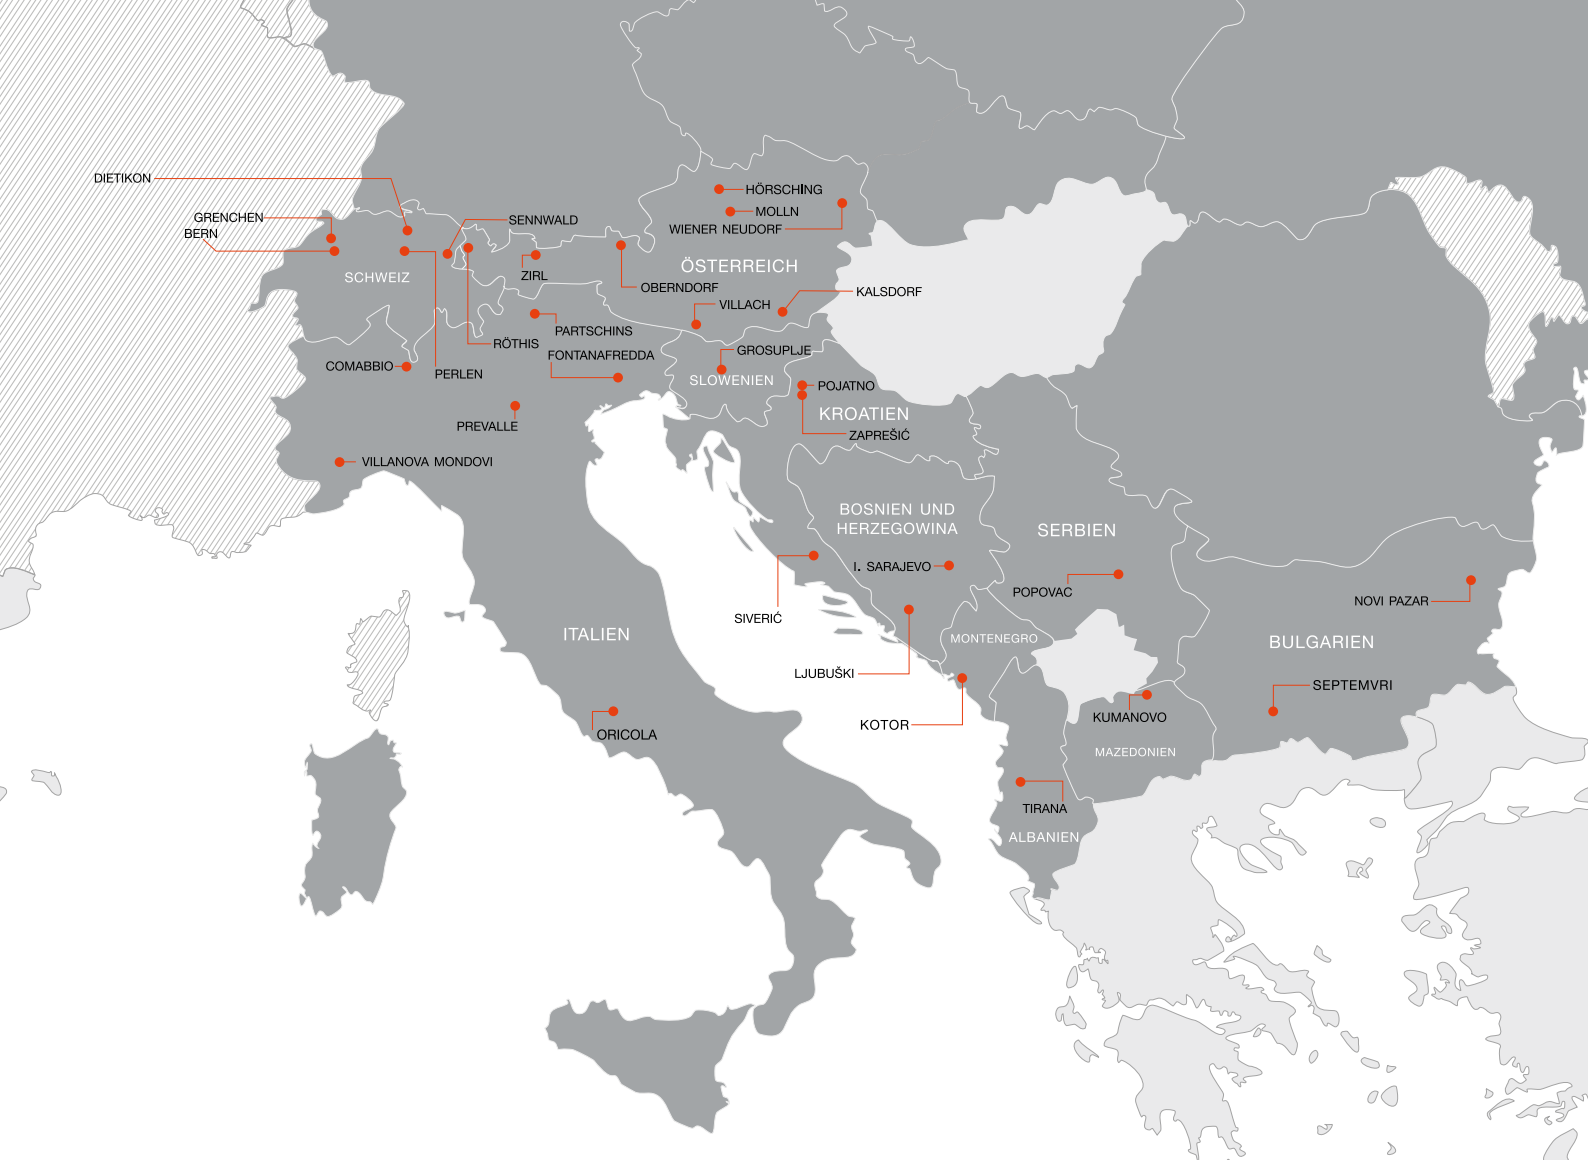 DIETIKON
HÖRSCHING
MOLLN
GRENCHEN
SENNWALD
WIENER NEUDORF
BERN
ÖSTERREICH
SCHWEIZ
ZIRL
OBERNDORF
KALSDORF
VILLACH
PARTSCHINS
RÖTHIS
GROSUPLJE
FONTANAFREDDA
COMABBIO
PERLEN
SLOWENIEN
POJATNO
KROATIEN
PREVALLE
ZAPREŠIĆ
VILLANOVA MONDOVI
BOSNIEN UND
HERZEGOWINA
SERBIEN
I. SARAJEVO
POPOVAC
NOVI PAZAR
SIVERIĆ
ITALIEN
MONTENEGRO
BULGARIEN
LJUBUŠKI
SEPTEMVRI
KUMANOVO
KOTOR
ORICOLA
MAZEDONIEN
TIRANA
ALBANIEN